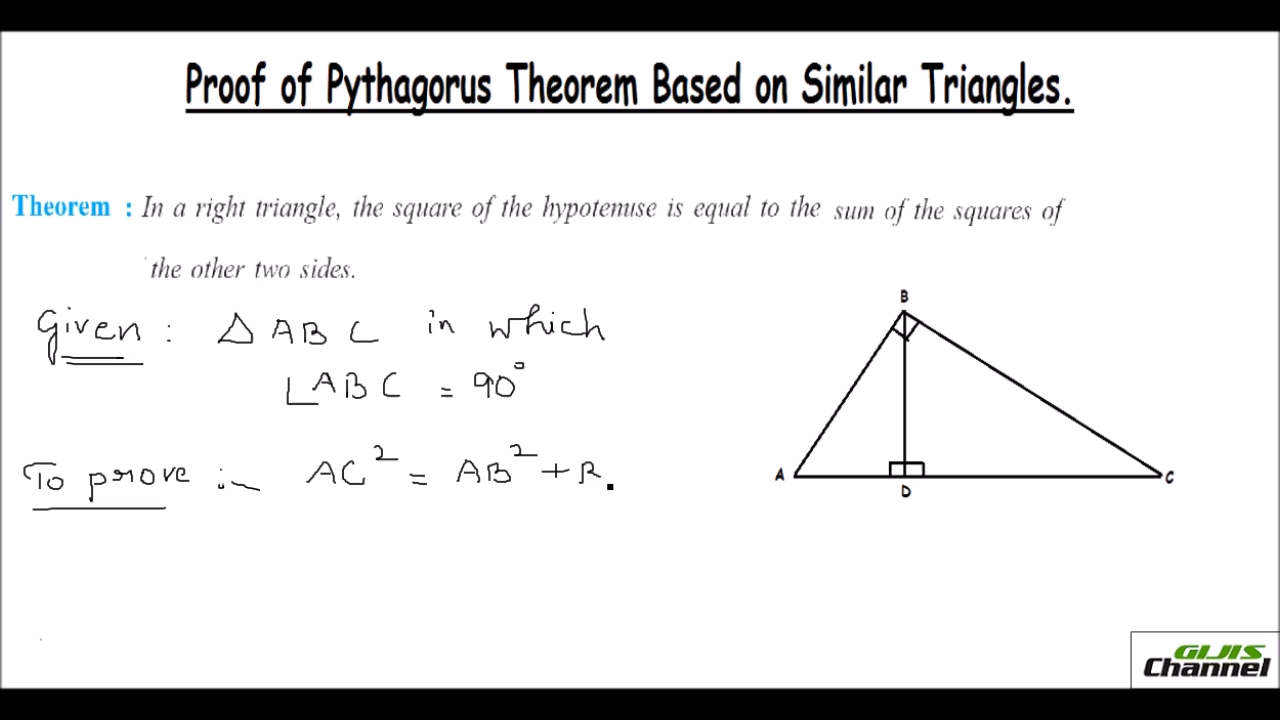 Proof of Pythagorus Theorem Based on Similar Triangles.
Theorem : In a right triangle, the square of the hypotenuse is equal to the sum of the squares of
the other two sides.
Given : △ ABC in which
∠ABC = 90°
To prove :- AC² = AB² +
B
A
D
C
GIJIS
Channel